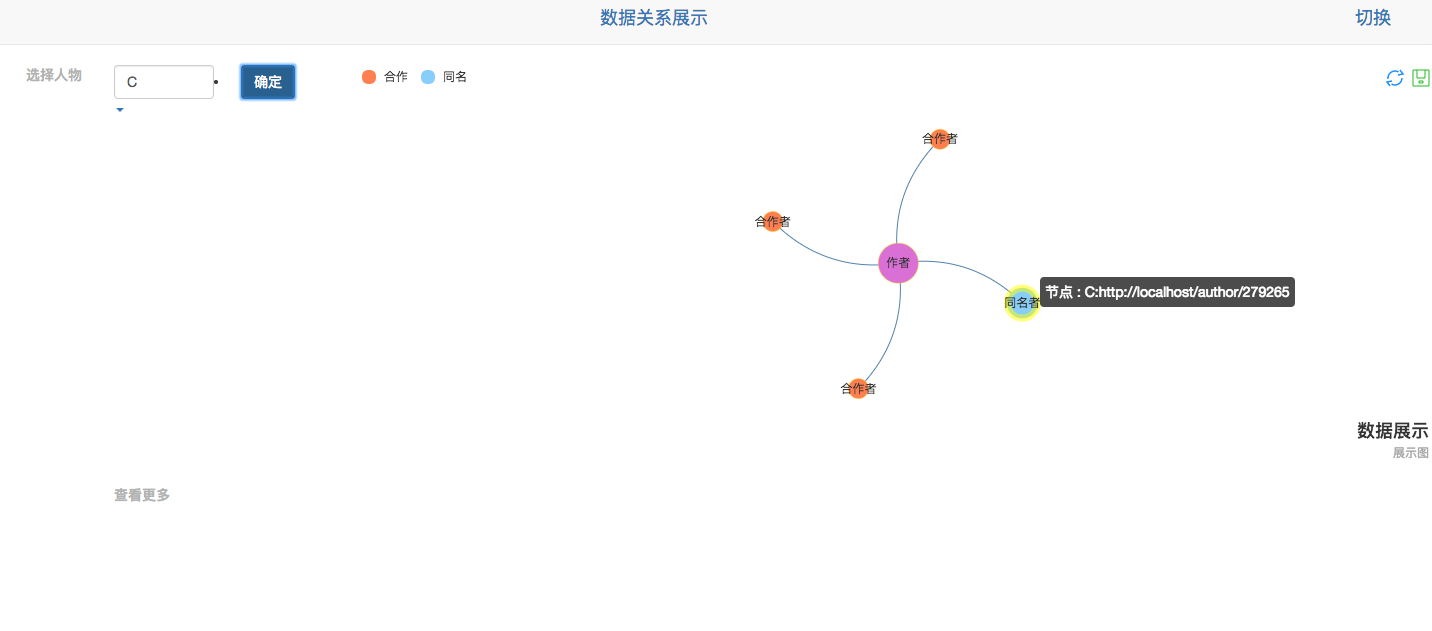 数据关系展示
切换
选择人物
C
确定
合作
同名
合作者
合作者
作者
同名者
节点 : C:http://localhost/author/279265
合作者
数据展示
展示图
查看更多